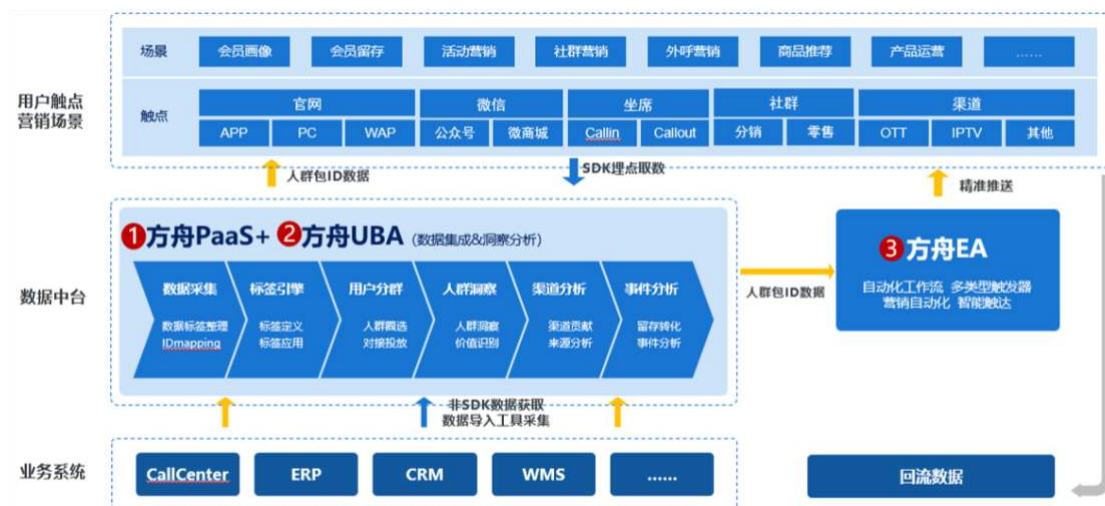 场景
会员画像
会员留存
活动营销
社群营销
外呼营销
商品推荐
产品运营
……
用户触点
营销场景
触点
官网
微信
坐席
社群
渠道
APP
PC
WAP
公众号
微商城
Callin
Callout
分销
零售
OTT
IPTV
其他
人群包ID数据
SDK埋点取数
精准推送
1方舟PaaS+ 2方舟UBA (数据集成&洞察分析)
3方舟EA
数据中台
数据采集
标签引擎
用户分群
人群洞察
渠道分析
事件分析
数据标签整理
IDmapping
标签定义
标签应用
人群圈选
对接投放
人群洞察
价值识别
渠道贡献
来源分析
留存转化
事件分析
人群包ID数据
自动化工作流 多类型触发器
营销自动化 智能触达
非SDK数据获取
数据导入工具采集
业务系统
CallCenter
ERP
CRM
WMS
……
回流数据